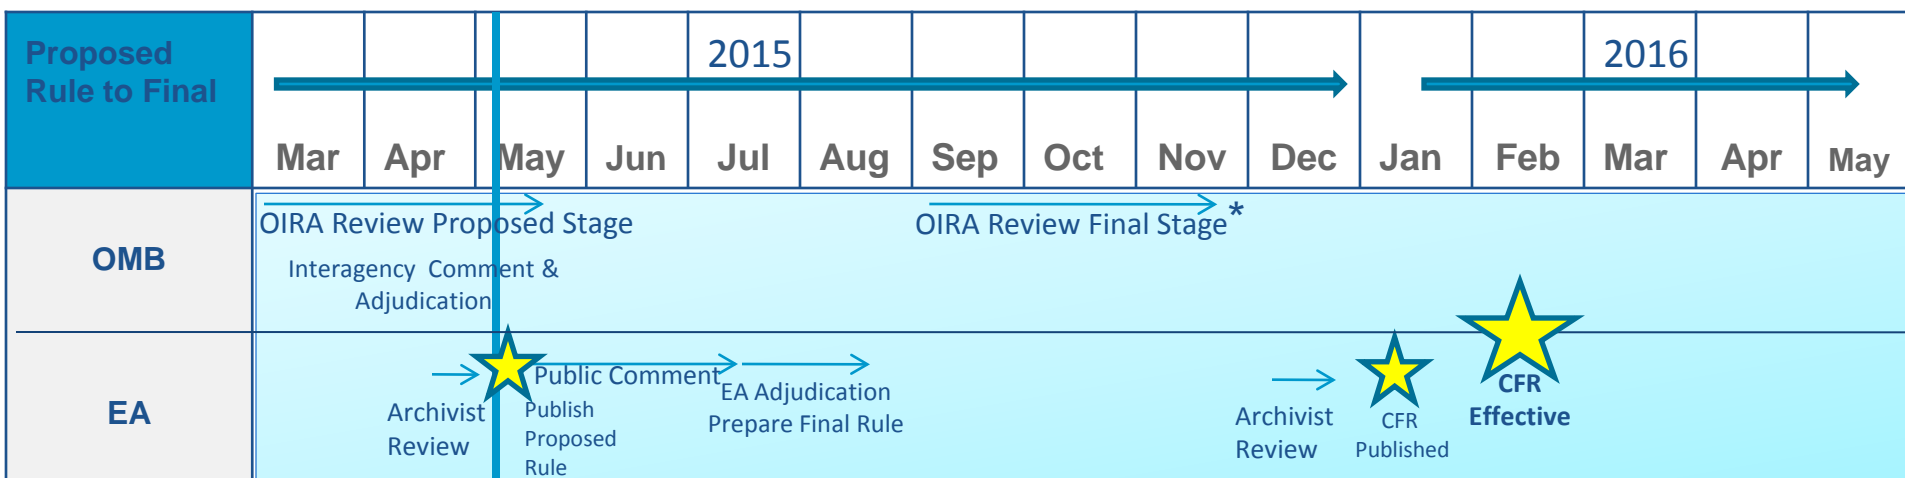 Proposed
Rule to Final
2015
2016
Mar Apr May Jun Jul Aug Sep Oct Nov Dec Jan Feb Mar Apr May
OMB
OIRA Review Proposed Stage
OIRA Review Final Stage*
Interagency Comment &
Adjudication
EA
Archivist
Review
Public Comment
Publish
Proposed
Rule
EA Adjudication
Prepare Final Rule
Archivist
Review
CFR
Published
CFR
Effective